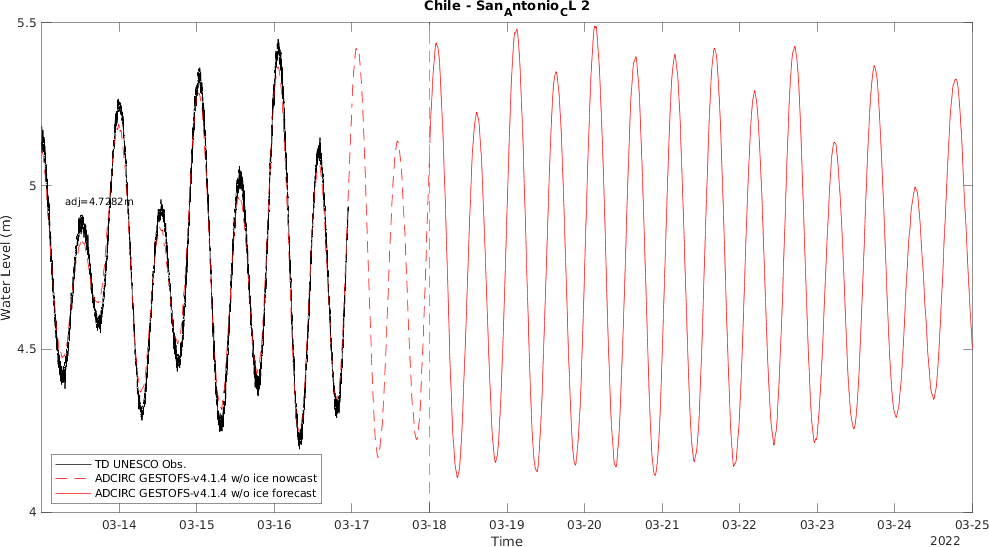 Chile - San_Antonio_CL 2
5.5
5
4.5
4
Water Level (m)
adj=4.7282m
TD UNESCO Obs.
ADCIRC GESTOFS-v4.1.4 w/o ice nowcast
ADCIRC GESTOFS-v4.1.4 w/o ice forecast
03-14 03-15 03-16 03-17 03-18 03-19 03-20 03-21 03-22 03-23 03-24 03-25
Time
2022